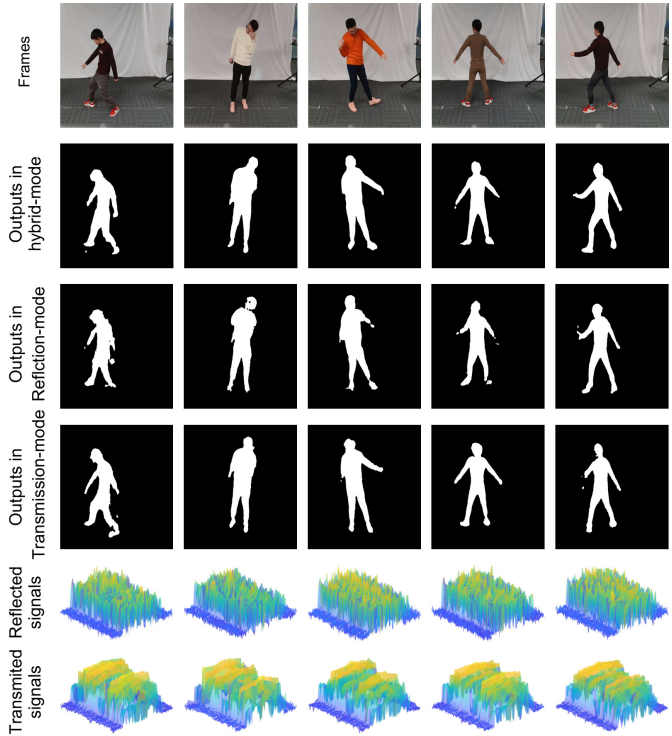 Frames
Outputs in
hybrid-mode
Outputs in
Reflction-mode
Outputs in
Transmission-mode
Reflected
signals
Transmited
signals